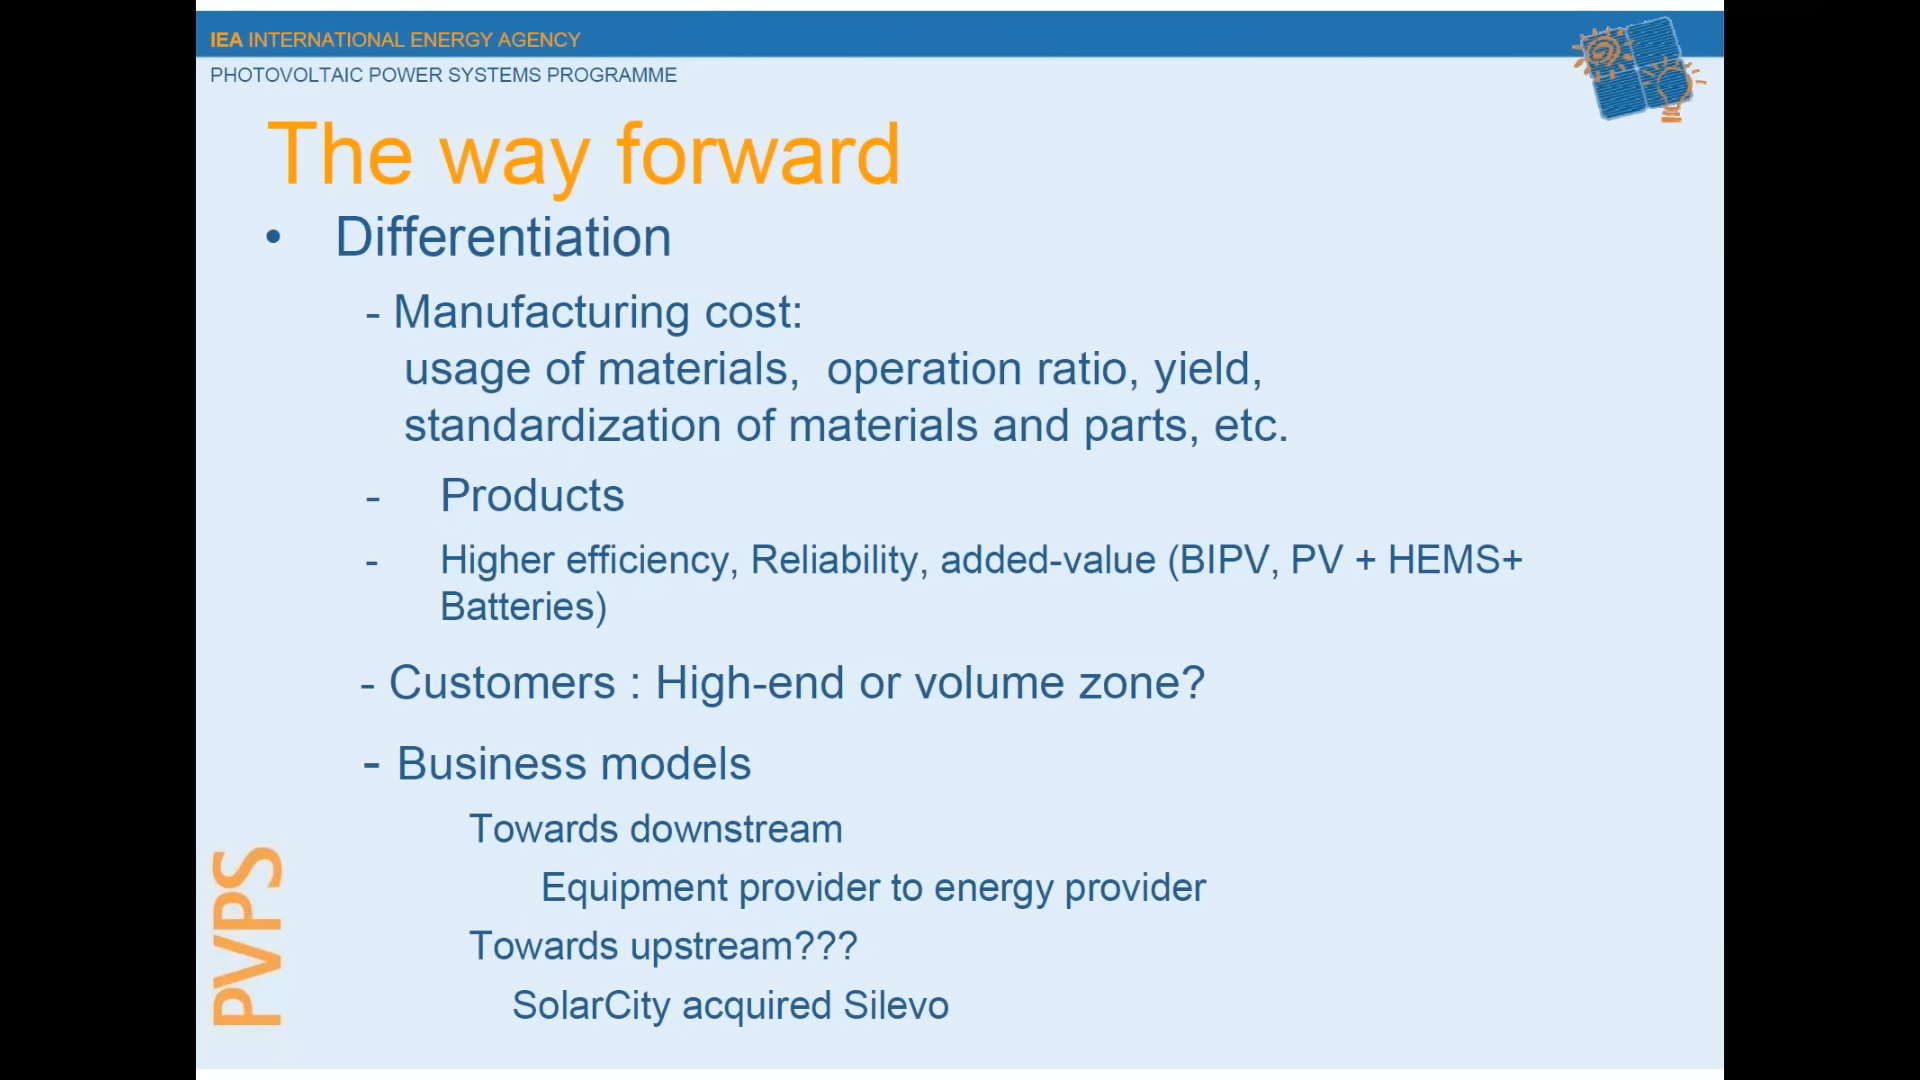 IEA INTERNATIONAL ENERGY AGENCY
PHOTOVOLTAIC POWER SYSTEMS PROGRAMME
The way forward
• Differentiation
- Manufacturing cost:
usage of materials, operation ratio, yield,
standardization of materials and parts, etc.
- Products
- Higher efficiency, Reliability, added-value (BIPV, PV + HEMS+
Batteries)
- Customers : High-end or volume zone?
- Business models
Towards downstream
Equipment provider to energy provider
Towards upstream???
SolarCity acquired Silevo
PVPS